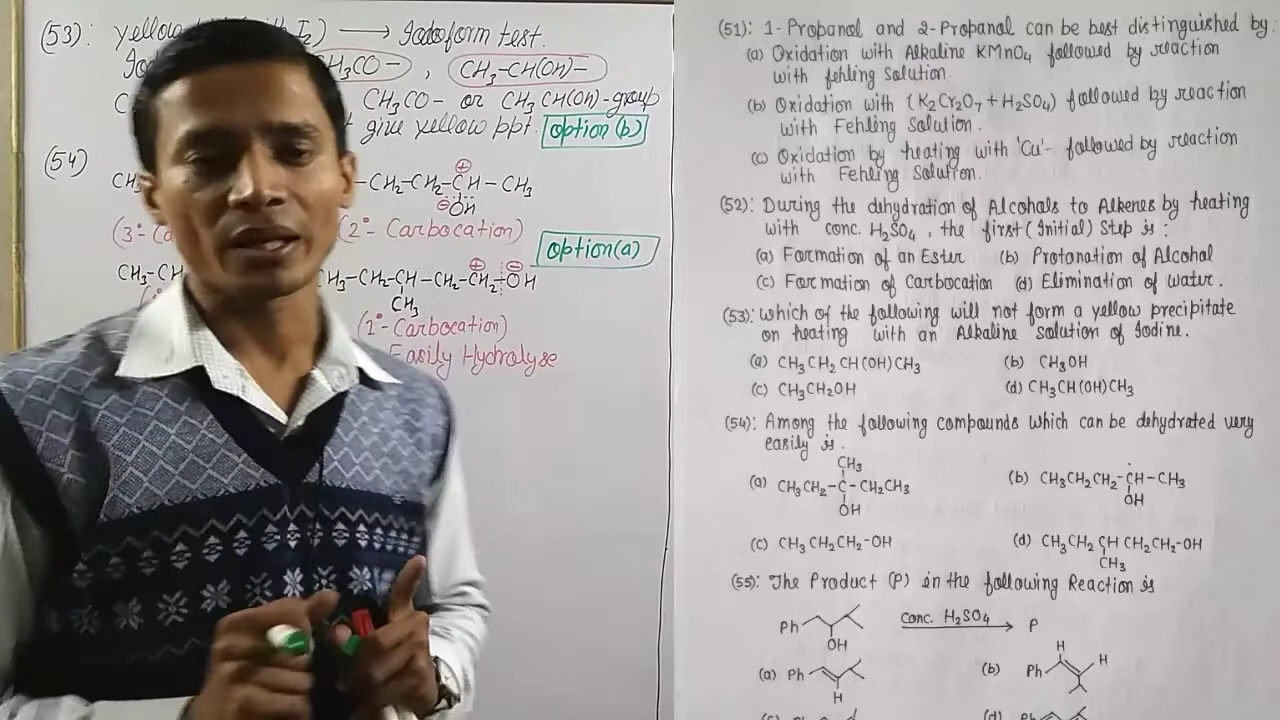 (53): yellow I₂) ⟶ Iodoform test.
CH₃CO– , CH₃–CH(OH)–
CH₃CO– or CH₃CH(OH)-group
give yellow ppt. Option (b)
(54)
–CH₂–CH₂–CH–CH₃
⊕
⊖ OH
(3°- (2°- Carbocation)
Option(a)
CH₃–CH –CH₂–CH–CH₂–CH₂–OH
⊕ ⊖
CH₃
(1°-Carbocation)
Easily Hydrolyse
(51): 1-Propanol and 2-Propanol can be best distinguished by:
(a) Oxidation with Alkaline KMnO₄ followed by reaction
with fehling Solution.
(b) Oxidation with (K₂Cr₂O₇ + H₂SO₄) followed by reaction
with Fehling Solution.
(c) Oxidation by heating with 'Cu'- followed by reaction
with Fehling Solution.
(52): During the dehydration of Alcohals to Alkenes by heating
with conc. H₂SO₄, the first (Initial) Step is :
(a) Formation of an Ester (b) Protonation of Alcohal
(c) Formation of Carbocation (d) Elimination of water.
(53): Which of the following will not form a yellow precipitate
on heating with an Alkaline solution of Iodine.
(a) CH₃CH₂CH(OH)CH₃ (b) CH₃OH
(c) CH₃CH₂OH (d) CH₃CH(OH)CH₃
(54): Among the following compounds which can be dehydrated very
easily is.
CH₃
(a) CH₃CH₂–C–CH₂CH₃ (b) CH₃CH₂CH₂–CH–CH₃
OH OH
(c) CH₃CH₂CH₂–OH (d) CH₃CH₂CHCH₂CH₂–OH
CH₃
(55): The Product (P) in the following Reaction is
Ph OH conc. H₂SO₄ ⟶ P
(a) Ph H (b) Ph H H
(d) Ph